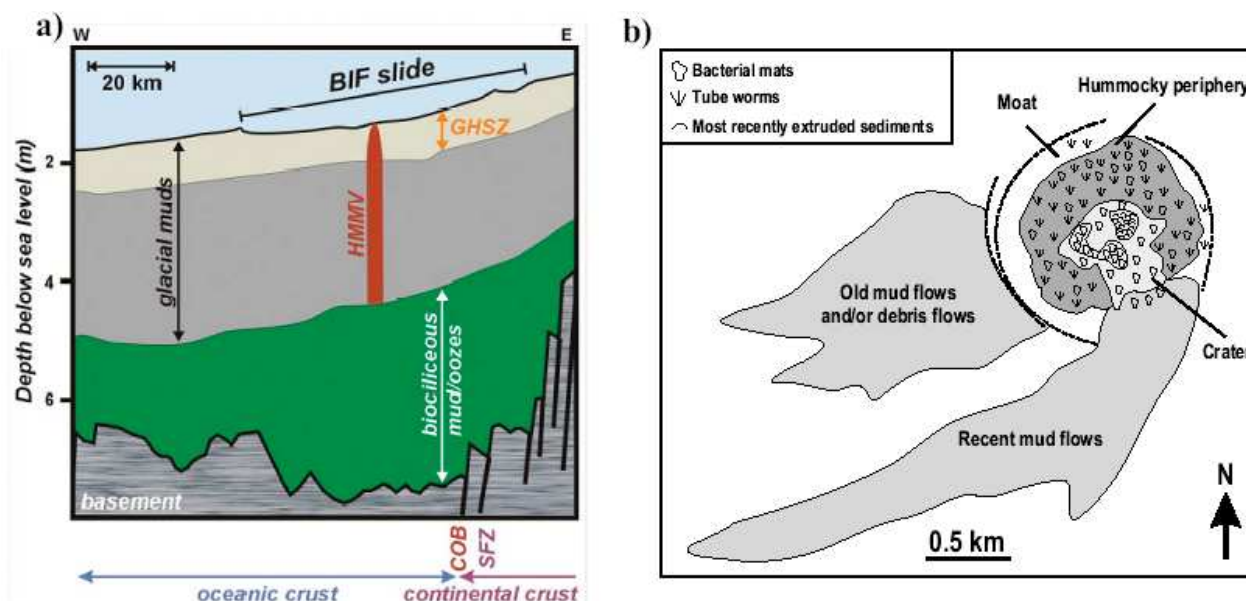 a)
W
E
20 km
BIF slide
GHSZ
HMMV
glacial muds
biociliceous
mud/oozes
basement
Depth below sea level (m)
2
4
6
COB
SFZ
oceanic crust
continental crust
b)
Bacterial mats
Tube worms
Most recently extruded sediments
Moat
Hummocky periphery
Old mud flows
and/or debris flows
Crater
Recent mud flows
0.5 km
N